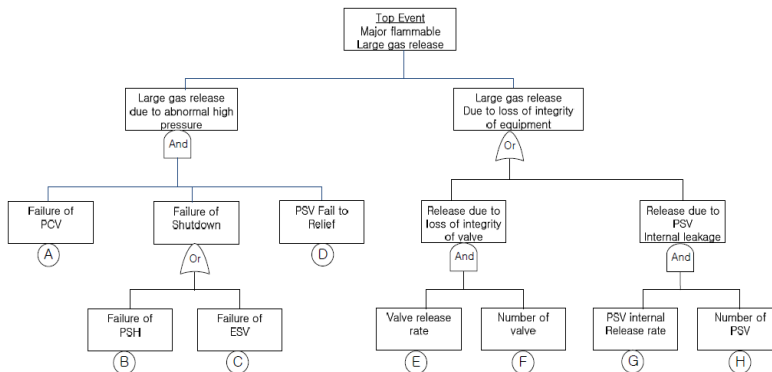 Top Event
Major flammable
Large gas release
Large gas release
due to abnormal high
pressure
Large gas release
Due to loss of integrity
of equipment
And
Or
Failure of
PCV
Failure of
Shutdown
PSV Fail to
Relief
Release due to
loss of integrity
of valve
Release due to
PSV
Internal leakage
A
Or
D
And
And
Failure of
PSH
Failure of
ESV
Valve release
rate
Number of
valve
PSV internal
Release rate
Number of
PSV
B
C
E
F
G
H